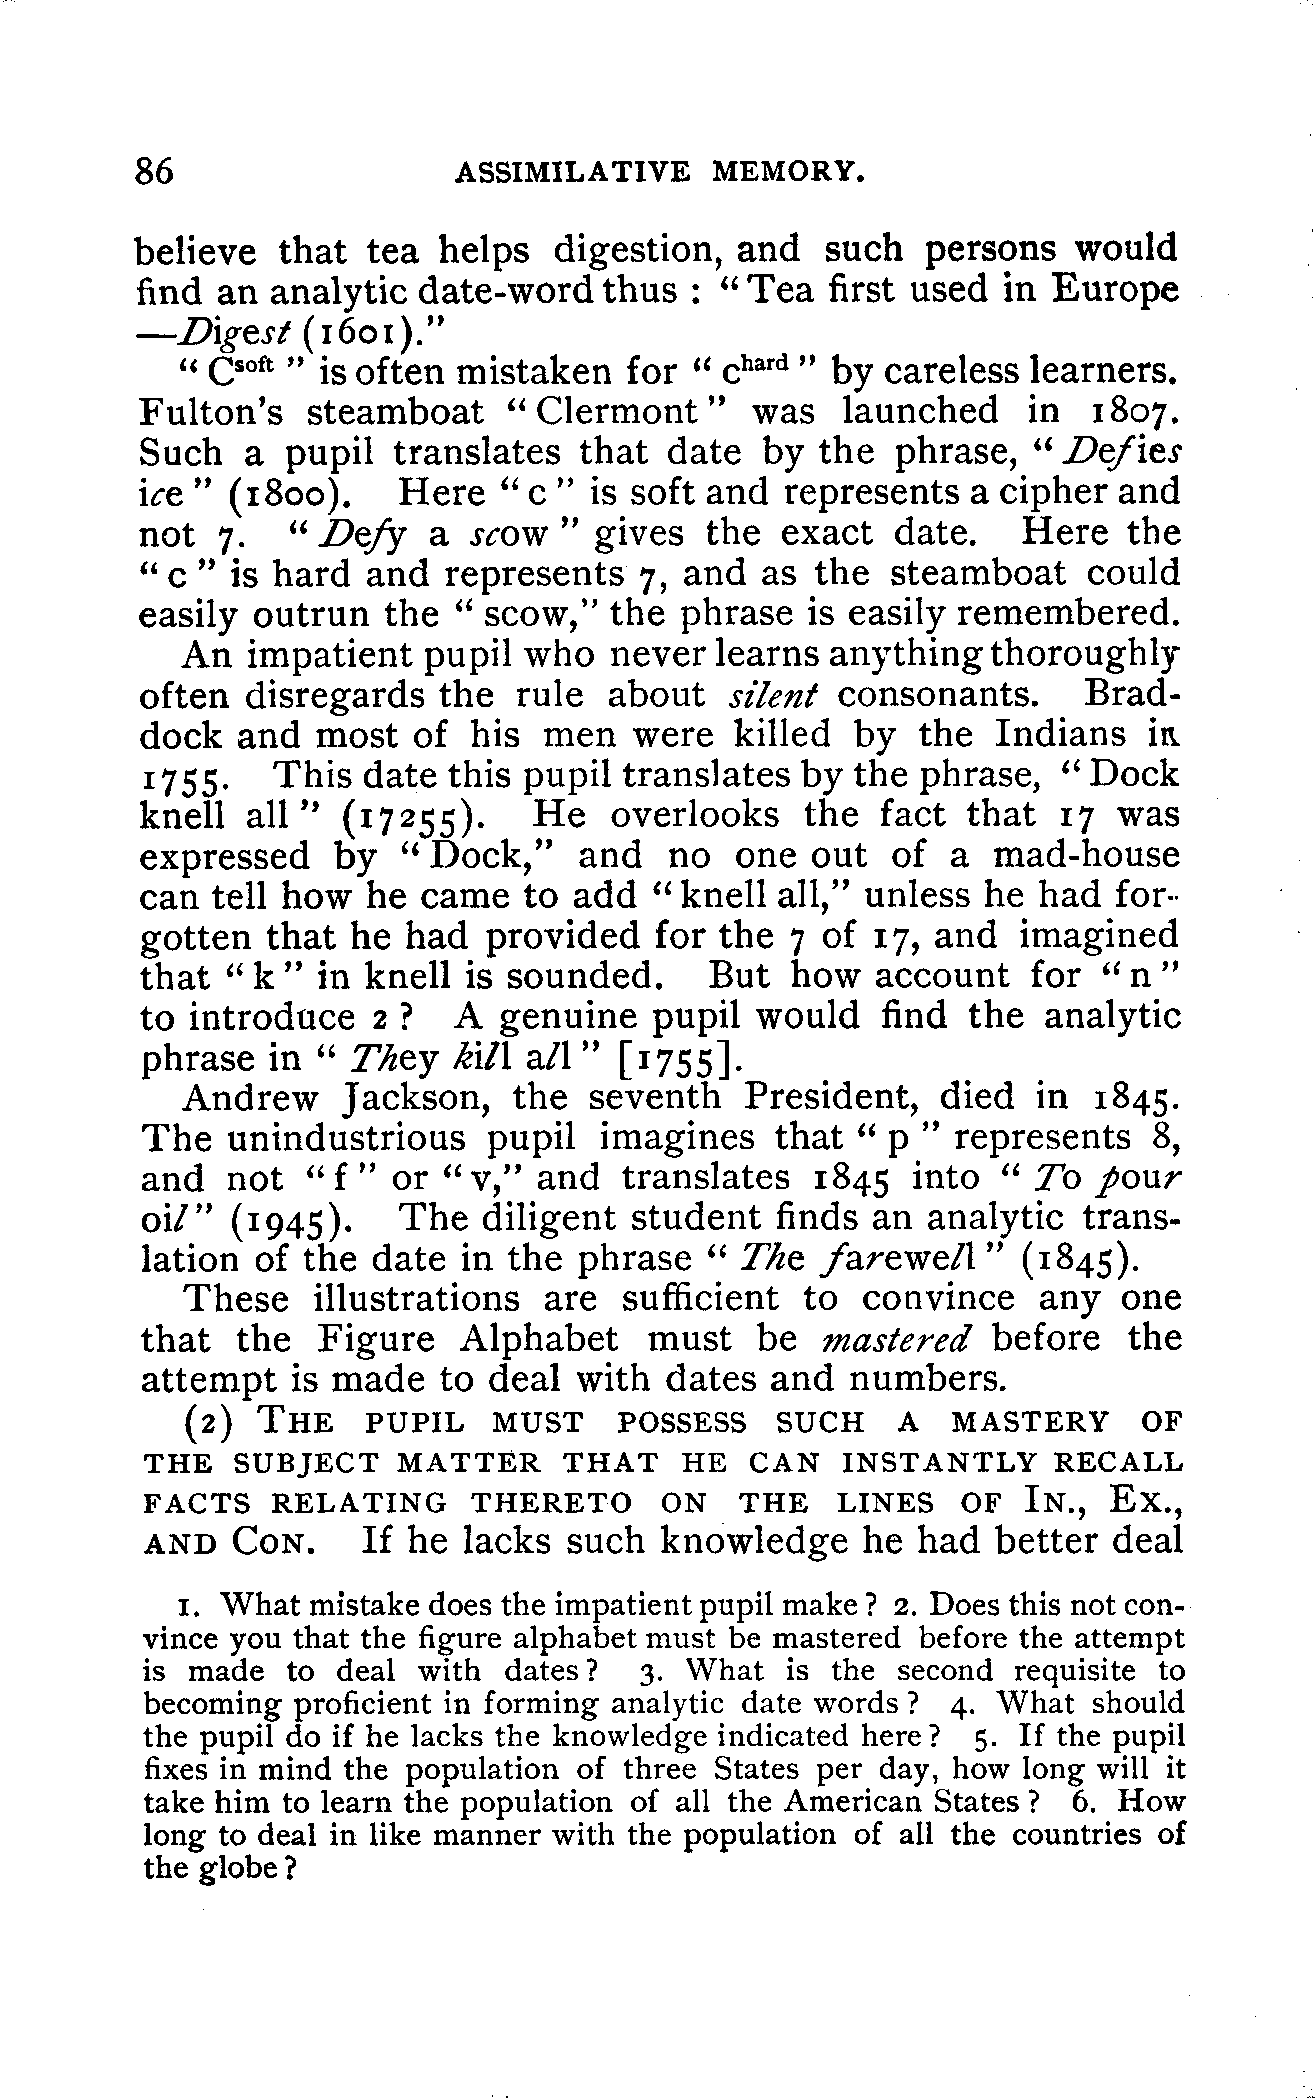 86 ASSIMILATIVE MEMORY.
believe that tea helps digestion, and such persons would
find an analytic date-word thus : “Tea first used in Europe
—Digest (1601).”
“ Csoft ” is often mistaken for “ chard ” by careless learners.
Fulton's steamboat “Clermont” was launched in 1807.
Such a pupil translates that date by the phrase, “Defies
ice” (1800). Here “c” is soft and represents a cipher and
not 7. “Defy a scow” gives the exact date. Here the
“c” is hard and represents 7, and as the steamboat could
easily outrun the “scow,” the phrase is easily remembered.
An impatient pupil who never learns anything thoroughly
often disregards the rule about silent consonants. Brad-
dock and most of his men were killed by the Indians in
1755. This date this pupil translates by the phrase, “Dock
knell all” (17255). He overlooks the fact that 17 was
expressed by “Dock,” and no one out of a mad-house
can tell how he came to add “knell all,” unless he had for-
gotten that he had provided for the 7 of 17, and imagined
that “k” in knell is sounded. But how account for “n”
to introduce 2 ? A genuine pupil would find the analytic
phrase in “They kill all” [1755].
Andrew Jackson, the seventh President, died in 1845.
The unindustrious pupil imagines that “p” represents 8,
and not “f” or “v,” and translates 1845 into “To pour
oil” (1945). The diligent student finds an analytic trans-
lation of the date in the phrase “The farewell” (1845).
These illustrations are sufficient to convince any one
that the Figure Alphabet must be mastered before the
attempt is made to deal with dates and numbers.
(2) THE PUPIL MUST POSSESS SUCH A MASTERY OF
THE SUBJECT MATTER THAT HE CAN INSTANTLY RECALL
FACTS RELATING THERETO ON THE LINES OF IN., EX.,
AND CON. If he lacks such knowledge he had better deal
1. What mistake does the impatient pupil make ? 2. Does this not con-
vince you that the figure alphabet must be mastered before the attempt
is made to deal with dates ? 3. What is the second requisite to
becoming proficient in forming analytic date words ? 4. What should
the pupil do if he lacks the knowledge indicated here ? 5. If the pupil
fixes in mind the population of three States per day, how long will it
take him to learn the population of all the American States ? 6. How
long to deal in like manner with the population of all the countries of
the globe ?